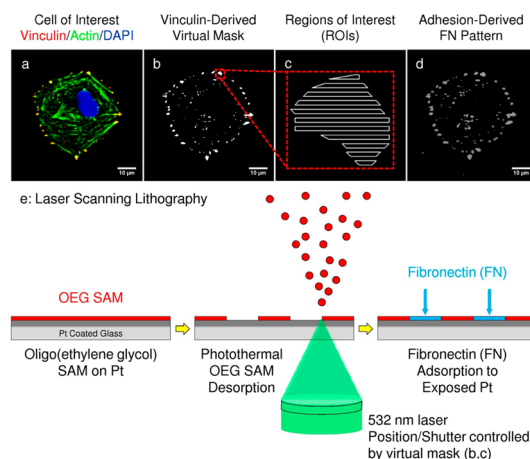 Cell of Interest
Vinculin/Actin/DAPI
Vinculin-Derived
Virtual Mask
Regions of Interest
(ROIs)
Adhesion-Derived
FN Pattern
a
b
c
d
10 µm
10 µm
10 µm
e: Laser Scanning Lithography
OEG SAM
Fibronectin (FN)
Pt Coated Glass
Oligo(ethylene glycol)
SAM on Pt
Photothermal
OEG SAM
Desorption
Fibronectin (FN)
Adsorption to
Exposed Pt
532 nm laser
Position/Shutter controlled
by virtual mask (b,c)